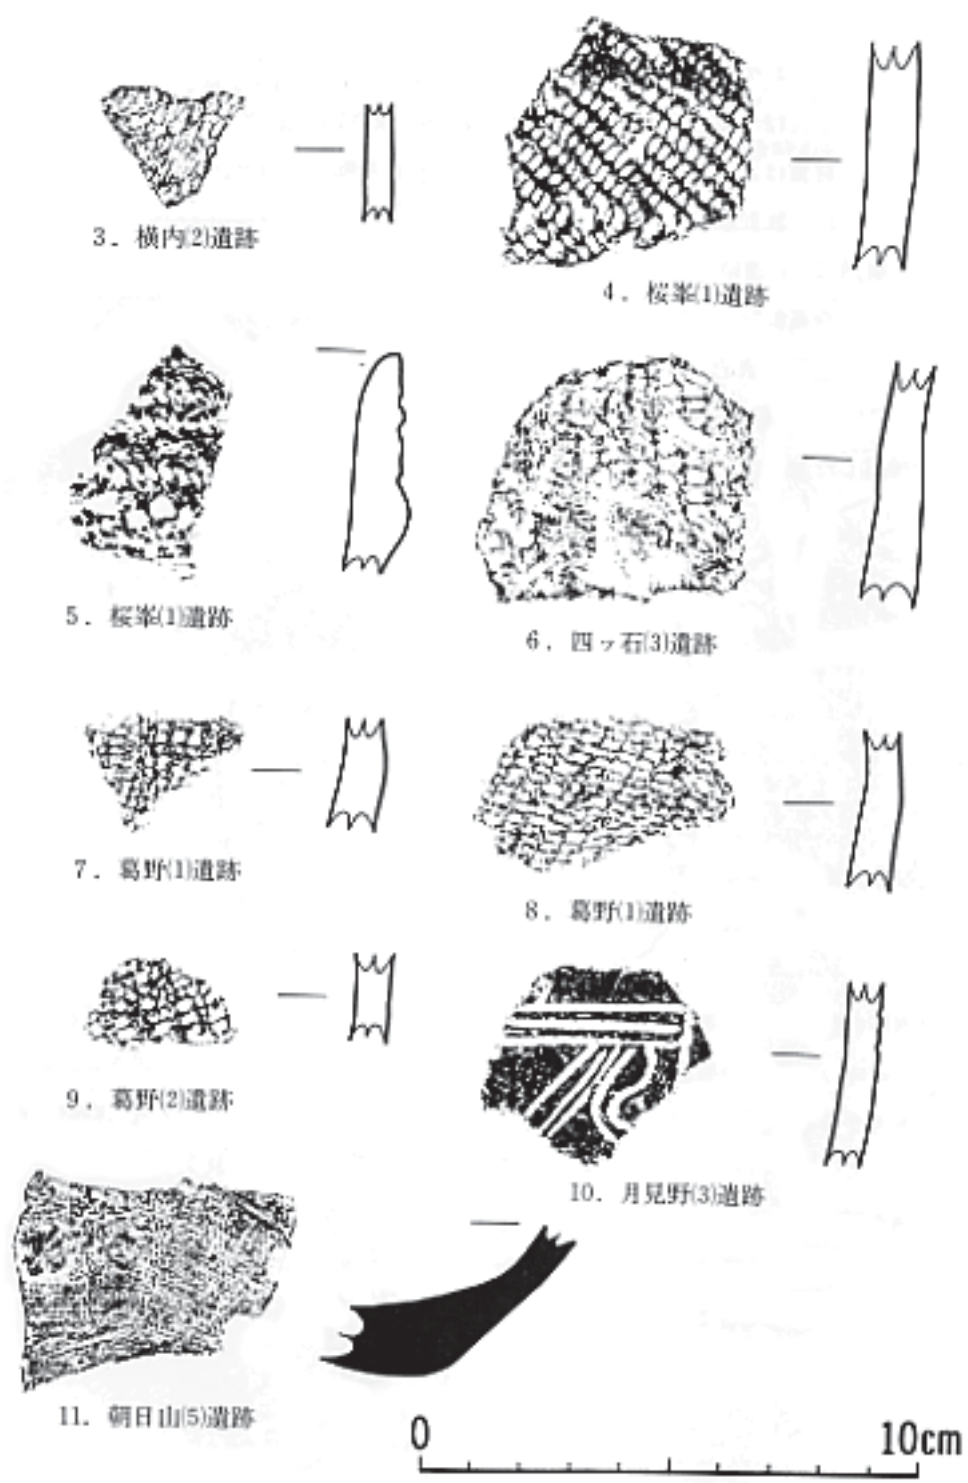 3. 横内(2)遺跡
4. 桜峯(1)遺跡
5. 桜峯(1)遺跡
6. 四ッ石(3)遺跡
7. 葛野(1)遺跡
8. 葛野(1)遺跡
9. 葛野(2)遺跡
10. 月見野(3)遺跡
11. 朝日山(5)遺跡
0 10cm